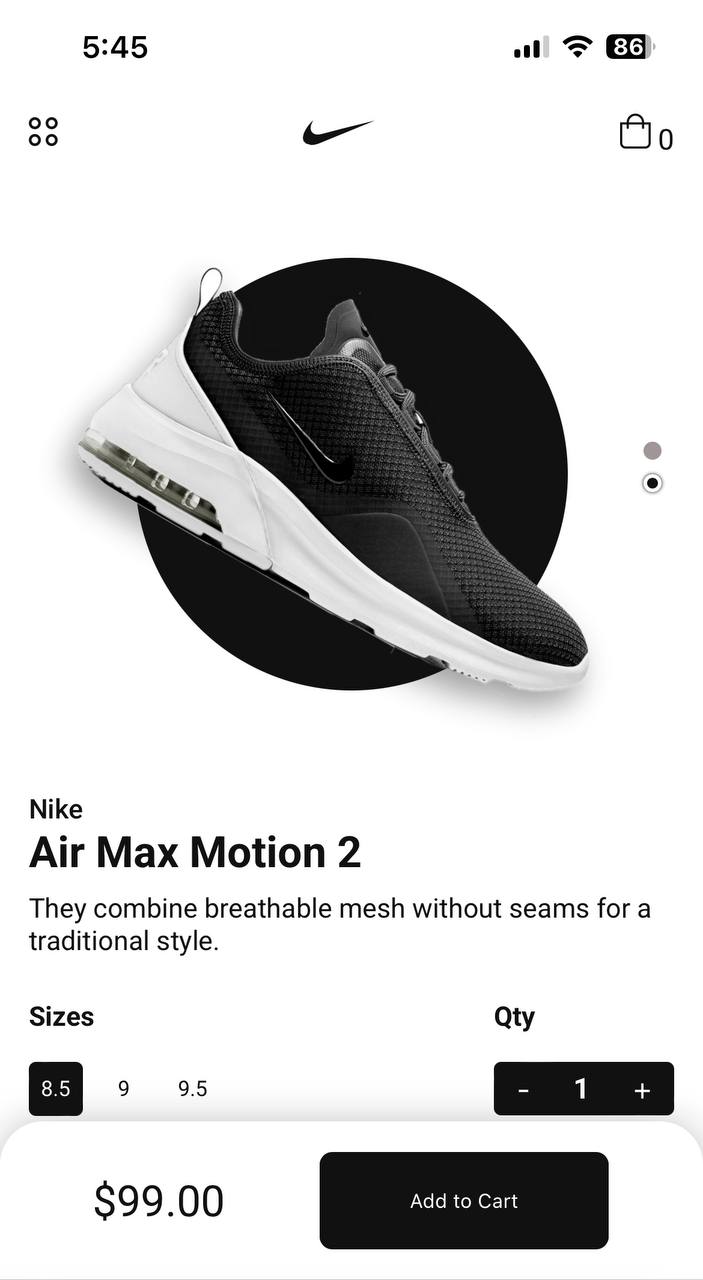 5:45
86
0
Nike
Air Max Motion 2
They combine breathable mesh without seams for a
traditional style.
Sizes
Qty
8.5 9 9.5
- 1 +
$99.00
Add to Cart